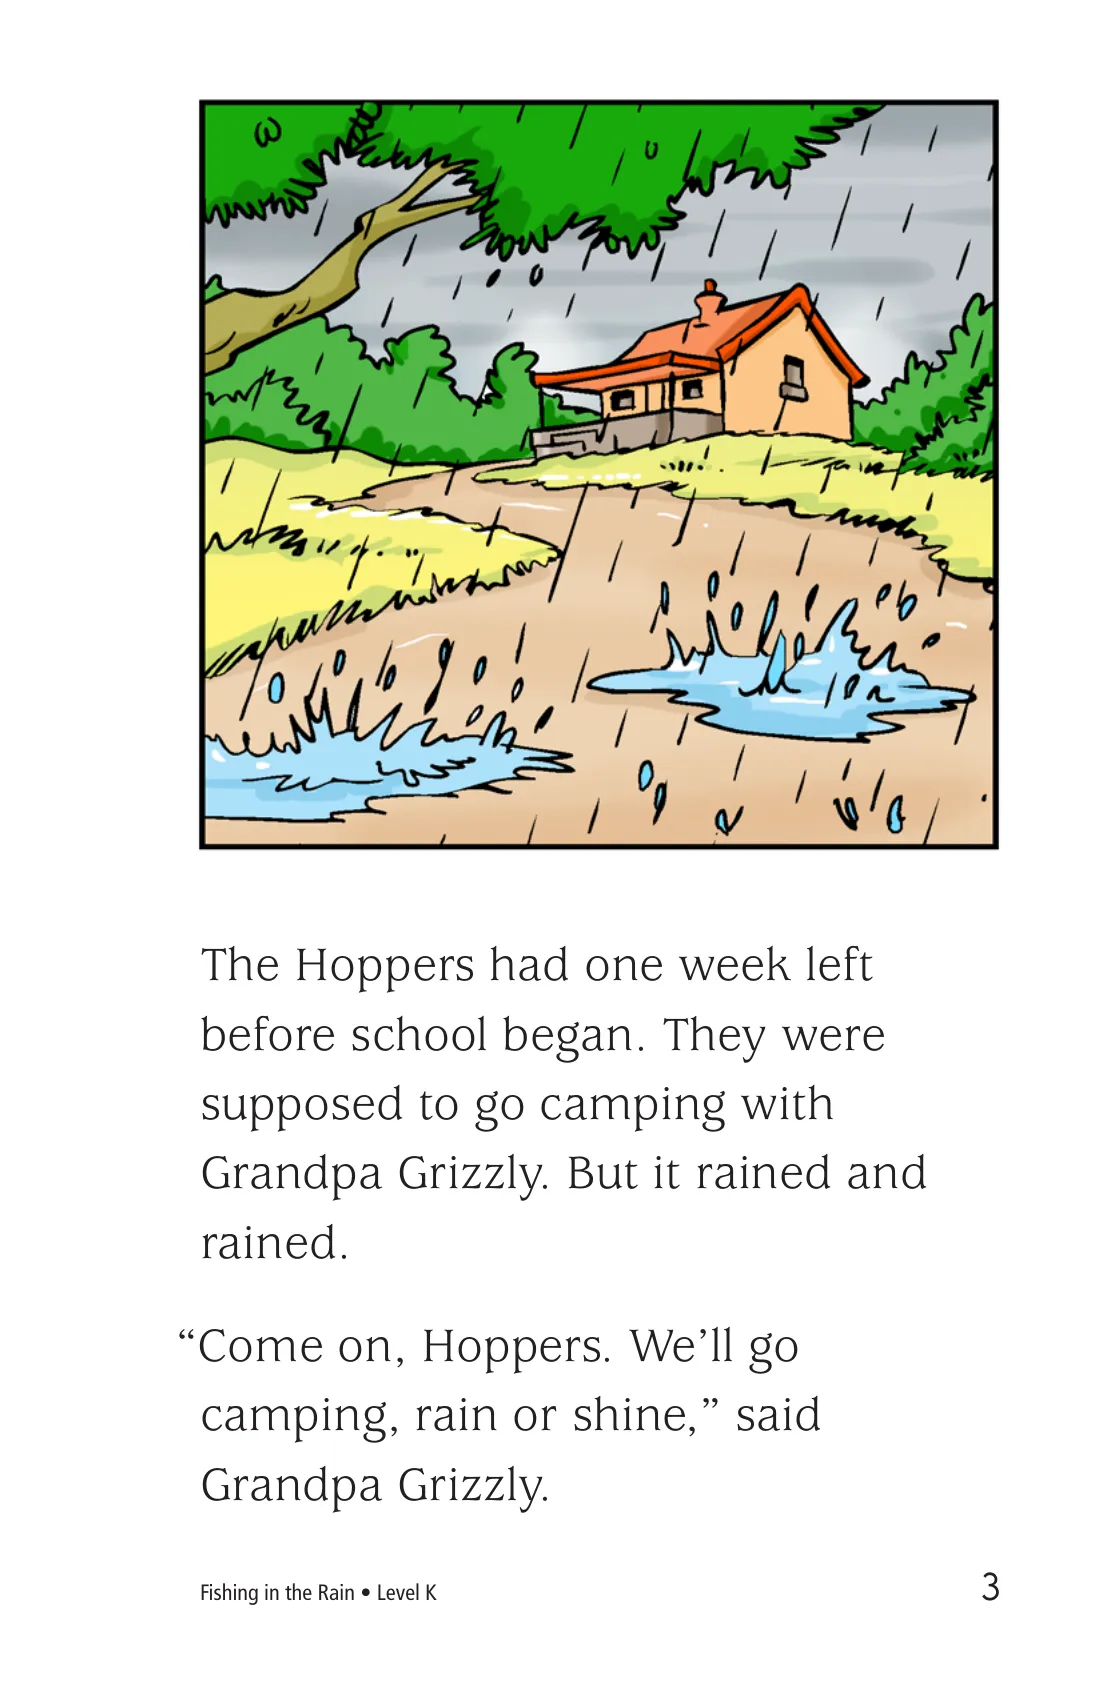 The Hoppers had one week left
before school began. They were
supposed to go camping with
Grandpa Grizzly. But it rained and
rained.
“Come on, Hoppers. We’ll go
camping, rain or shine,” said
Grandpa Grizzly.
Fishing in the Rain • Level K
3